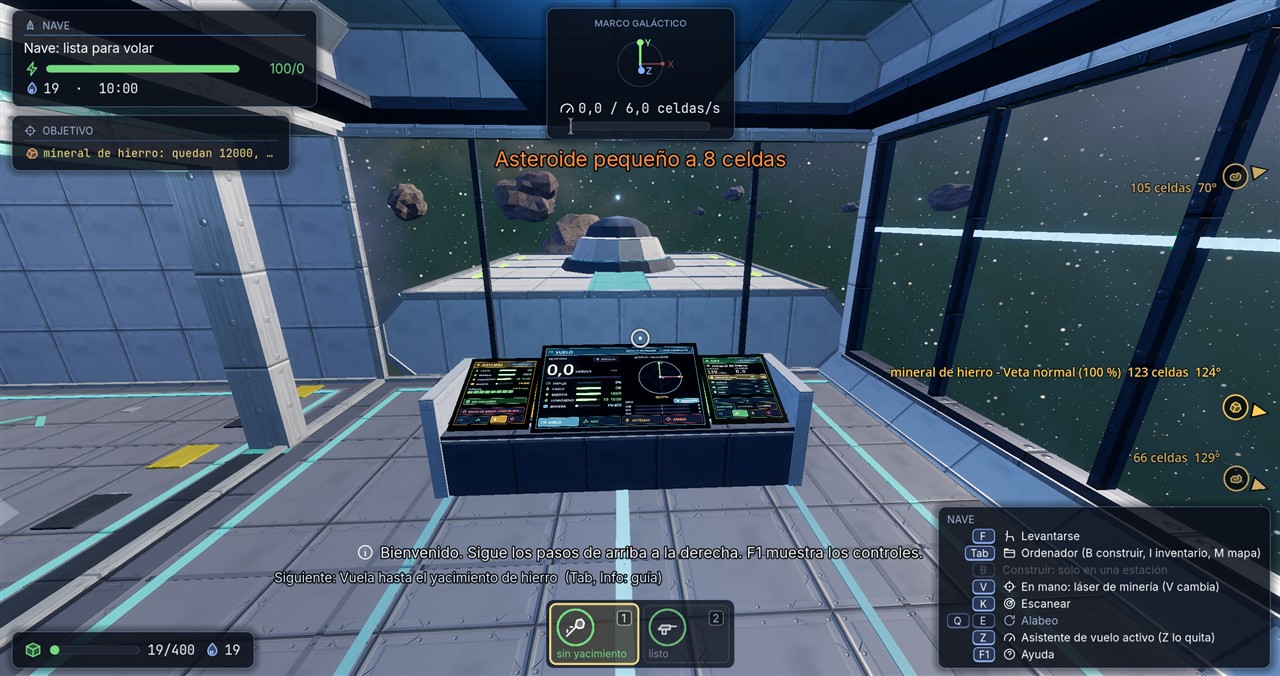 NAVE
Nave: lista para volar
100/0
19 · 10:00
OBJETIVO
mineral de hierro: quedan 12000, …
MARCO GALÁCTICO
Y
X
Z
0,0 / 6,0 celdas/s
Asteroide pequeño a 8 celdas
105 celdas 70°
mineral de hierro - Veta normal (100 %) 123 celdas 124°
66 celdas 129°
VUELO
0,0
mineral de hierro
Bienvenido. Sigue los pasos de arriba a la derecha. F1 muestra los controles.
Siguiente: Vuela hasta el yacimiento de hierro (Tab, Info: guía)
1
sin yacimiento
2
listo
19/400 19
NAVE
F Levantarse
Tab Ordenador (B construir, I inventario, M mapa)
B Construir: solo en una estación
V En mano: láser de minería (V cambia)
K Escanear
Q E Alabeo
Z Asistente de vuelo activo (Z lo quita)
F1 Ayuda